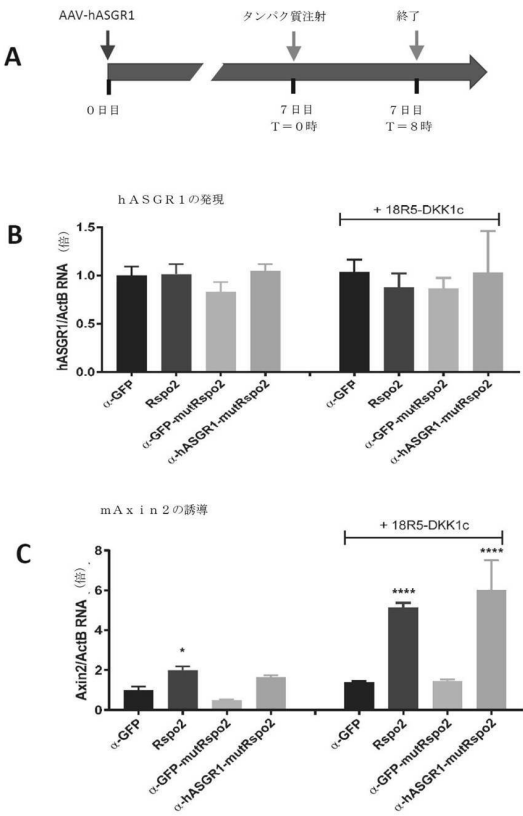 AAV-hASGR1
タンパク質注射
終了
A
0日目
7日目
7日目
T=0時
T=8時
hASGR1の発現
+ 18R5-DKK1c
B
hASGR1/ActB RNA (倍)
1.5
1.0
0.5
0.0
α-GFP
Rspo2
α-GFP-mutRspo2
α-hASGR1-mutRspo2
α-GFP
Rspo2
α-GFP-mutRspo2
α-hASGR1-mutRspo2
mAxin2の誘導
+ 18R5-DKK1c
C
Axin2/ActB RNA (倍)
8
6
4
2
0
*
****
****
α-GFP
Rspo2
α-GFP-mutRspo2
α-hASGR1-mutRspo2
α-GFP
Rspo2
α-GFP-mutRspo2
α-hASGR1-mutRspo2